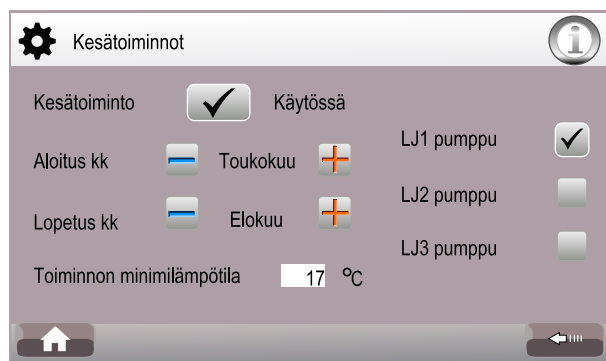 Kesätoiminnot
Kesätoiminto Käytössä
Aloitus kk Toukokuu
Lopetus kk Elokuu
Toiminnon minimilämpötila 17 °C
LJ1 pumppu
LJ2 pumppu
LJ3 pumppu